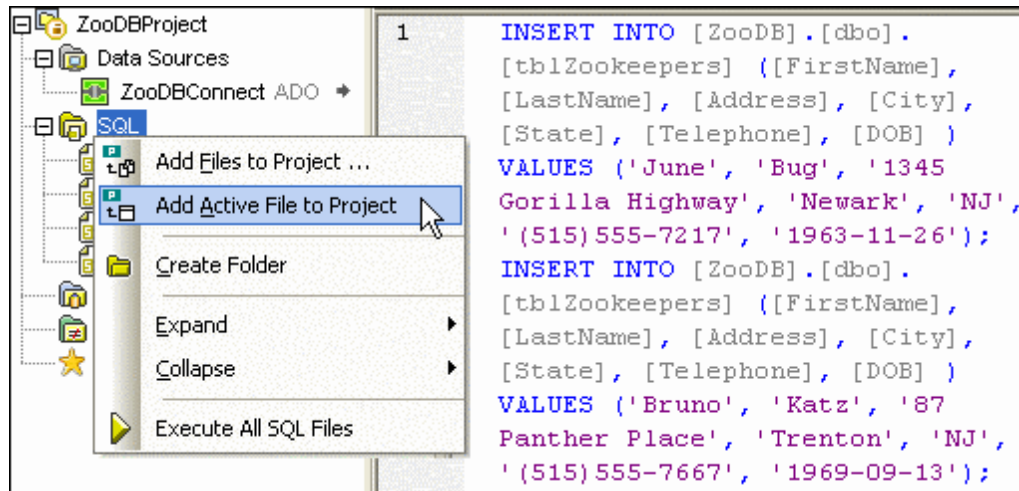 ZooDBProject
Data Sources
ZooDBConnect ADO
SQL
Add Files to Project ...
Add Active File to Project
Create Folder
Expand
Collapse
Execute All SQL Files
1
INSERT INTO [ZooDB].[dbo].
[tblZookeepers] ([FirstName],
[LastName], [Address], [City],
[State], [Telephone], [DOB] )
VALUES ('June', 'Bug', '1345
Gorilla Highway', 'Newark', 'NJ',
'(515)555-7217', '1963-11-26');
INSERT INTO [ZooDB].[dbo].
[tblZookeepers] ([FirstName],
[LastName], [Address], [City],
[State], [Telephone], [DOB] )
VALUES ('Bruno', 'Katz', '87
Panther Place', 'Trenton', 'NJ',
'(515)555-7667', '1969-09-13');